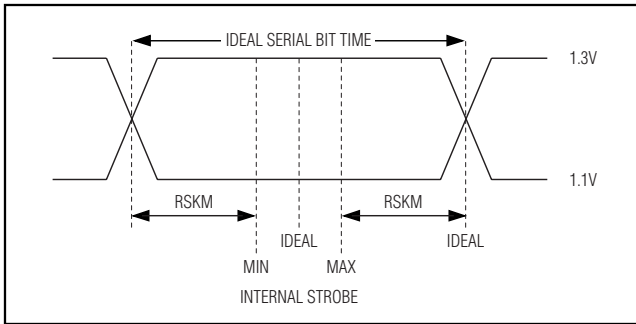 IDEAL SERIAL BIT TIME
1.3V
1.1V
RSKM
RSKM
IDEAL
IDEAL
MIN
MAX
INTERNAL STROBE